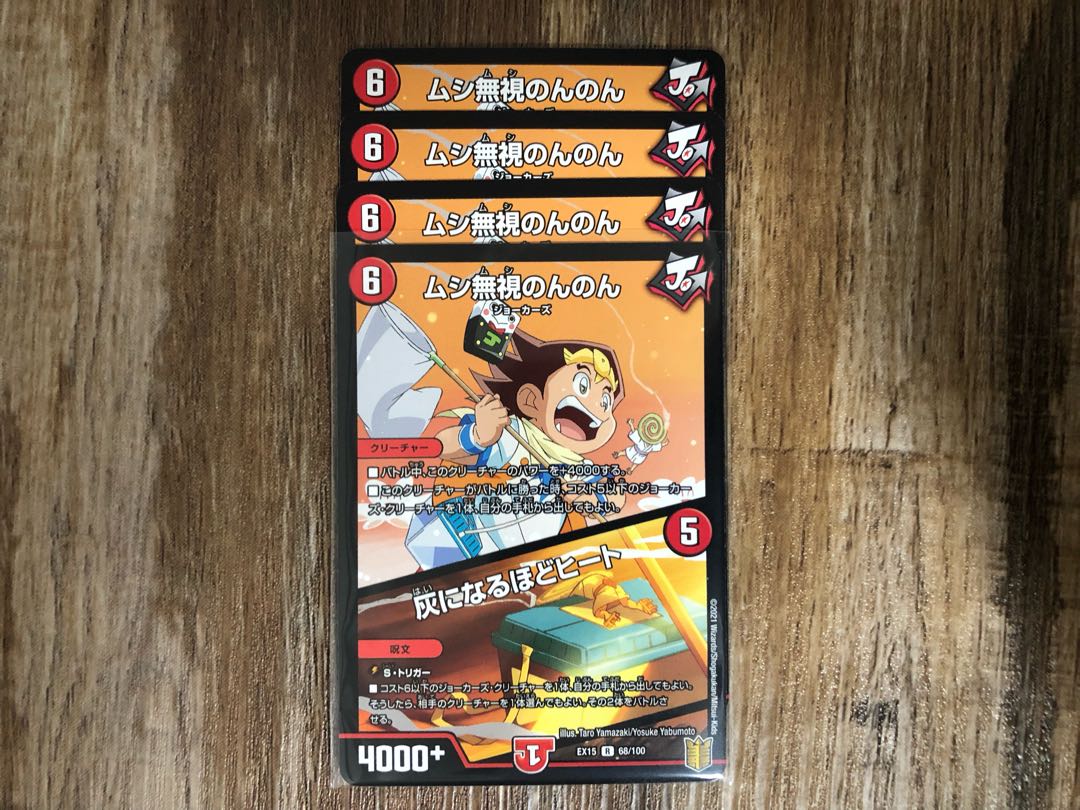 6
ムシ無視のんのん
6
ムシ無視のんのん
ジョーカーズ
6
ムシ無視のんのん
6
ムシ無視のんのん
ジョーカーズ
クリーチャー
■バトル中、このクリーチャーのパワーを+4000する。
■このクリーチャーがバトルに勝った時、コスト5以下のジョーカー
ズ・クリーチャーを1体、自分の手札から出してもよい。
5
灰になるほどヒート
呪文
S・トリガー
■コスト6以下のジョーカーズ・クリーチャーを1体、自分の手札から出してもよい。
そうしたら、相手のクリーチャーを1体選んでもよい。その2体をバトルさ
せる。
©2021 Wizards/Shogakukan/Mitsui-Kids
illus. Taro Yamazaki/Yosuke Yabumoto
4000+
1
EX15 R 68/100